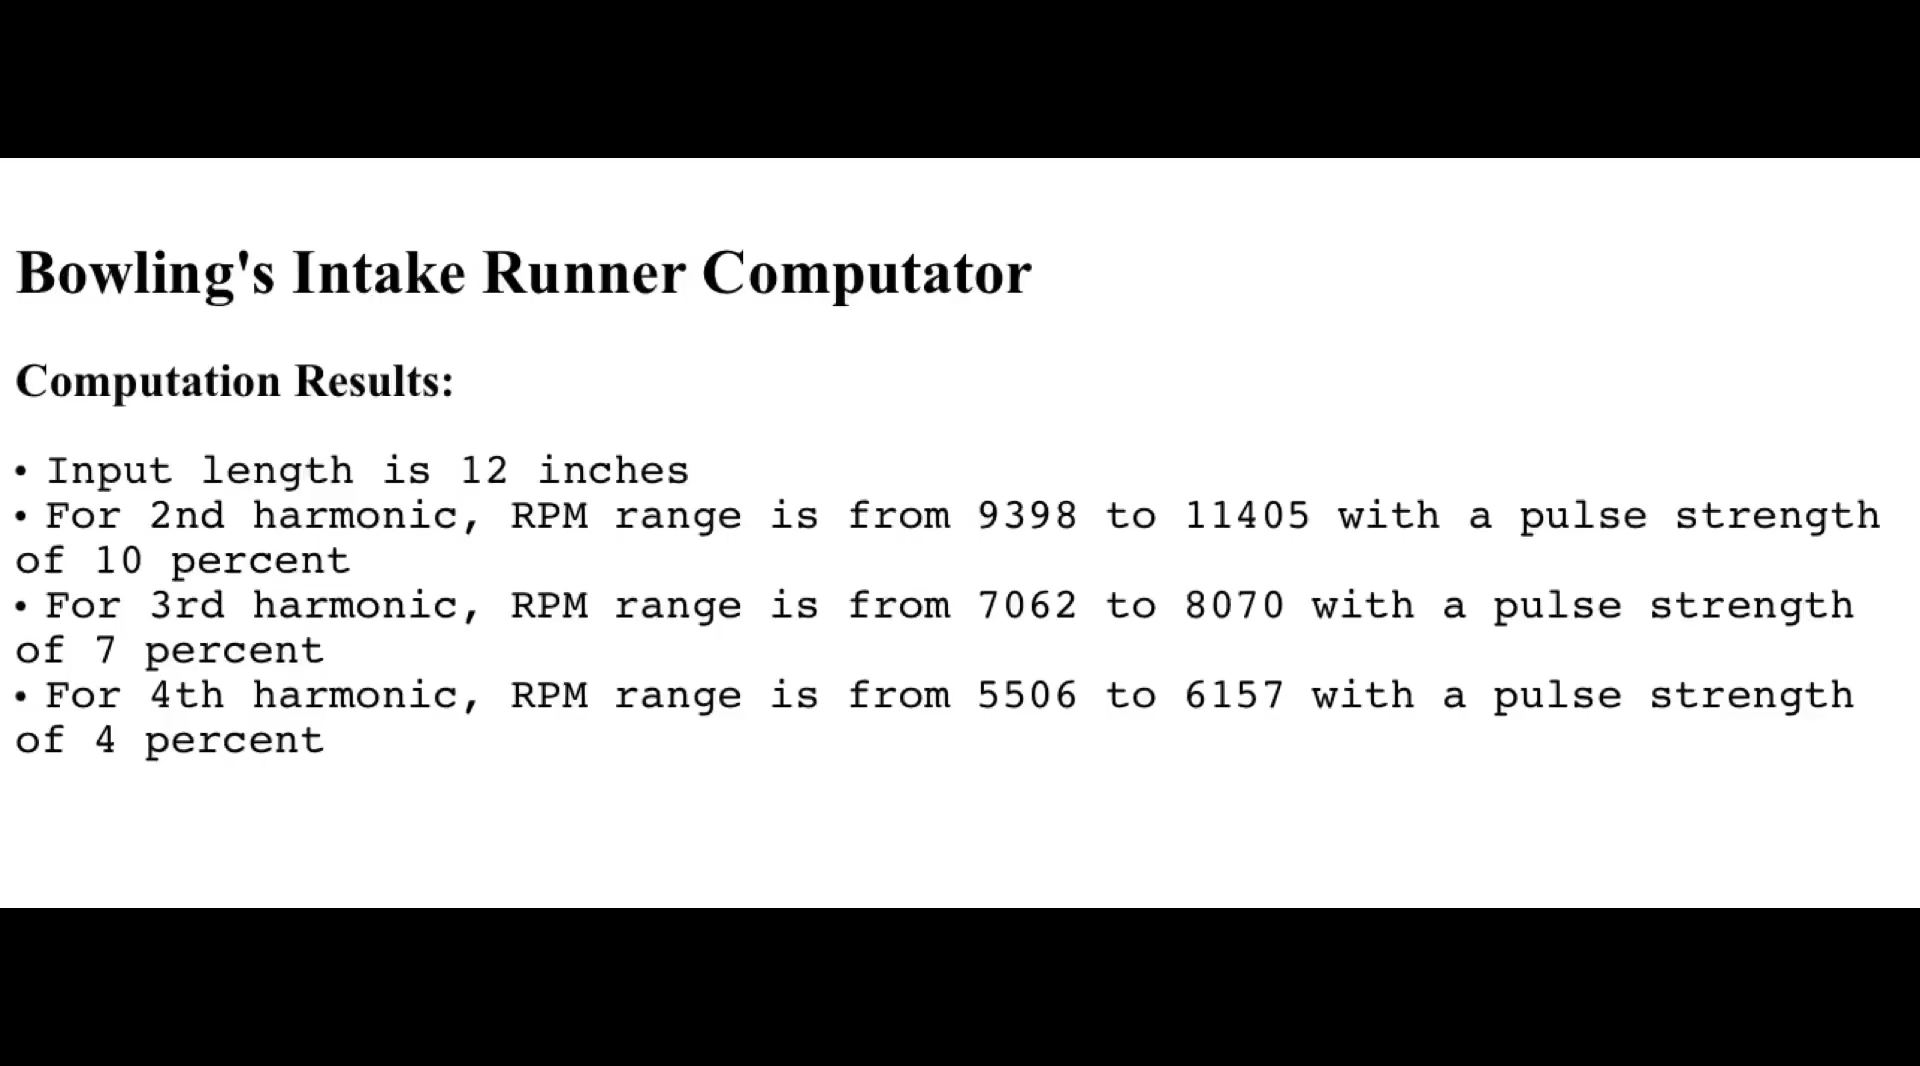 Bowling's Intake Runner Computator
Computation Results:
• Input length is 12 inches
• For 2nd harmonic, RPM range is from 9398 to 11405 with a pulse strength
of 10 percent
• For 3rd harmonic, RPM range is from 7062 to 8070 with a pulse strength
of 7 percent
• For 4th harmonic, RPM range is from 5506 to 6157 with a pulse strength
of 4 percent